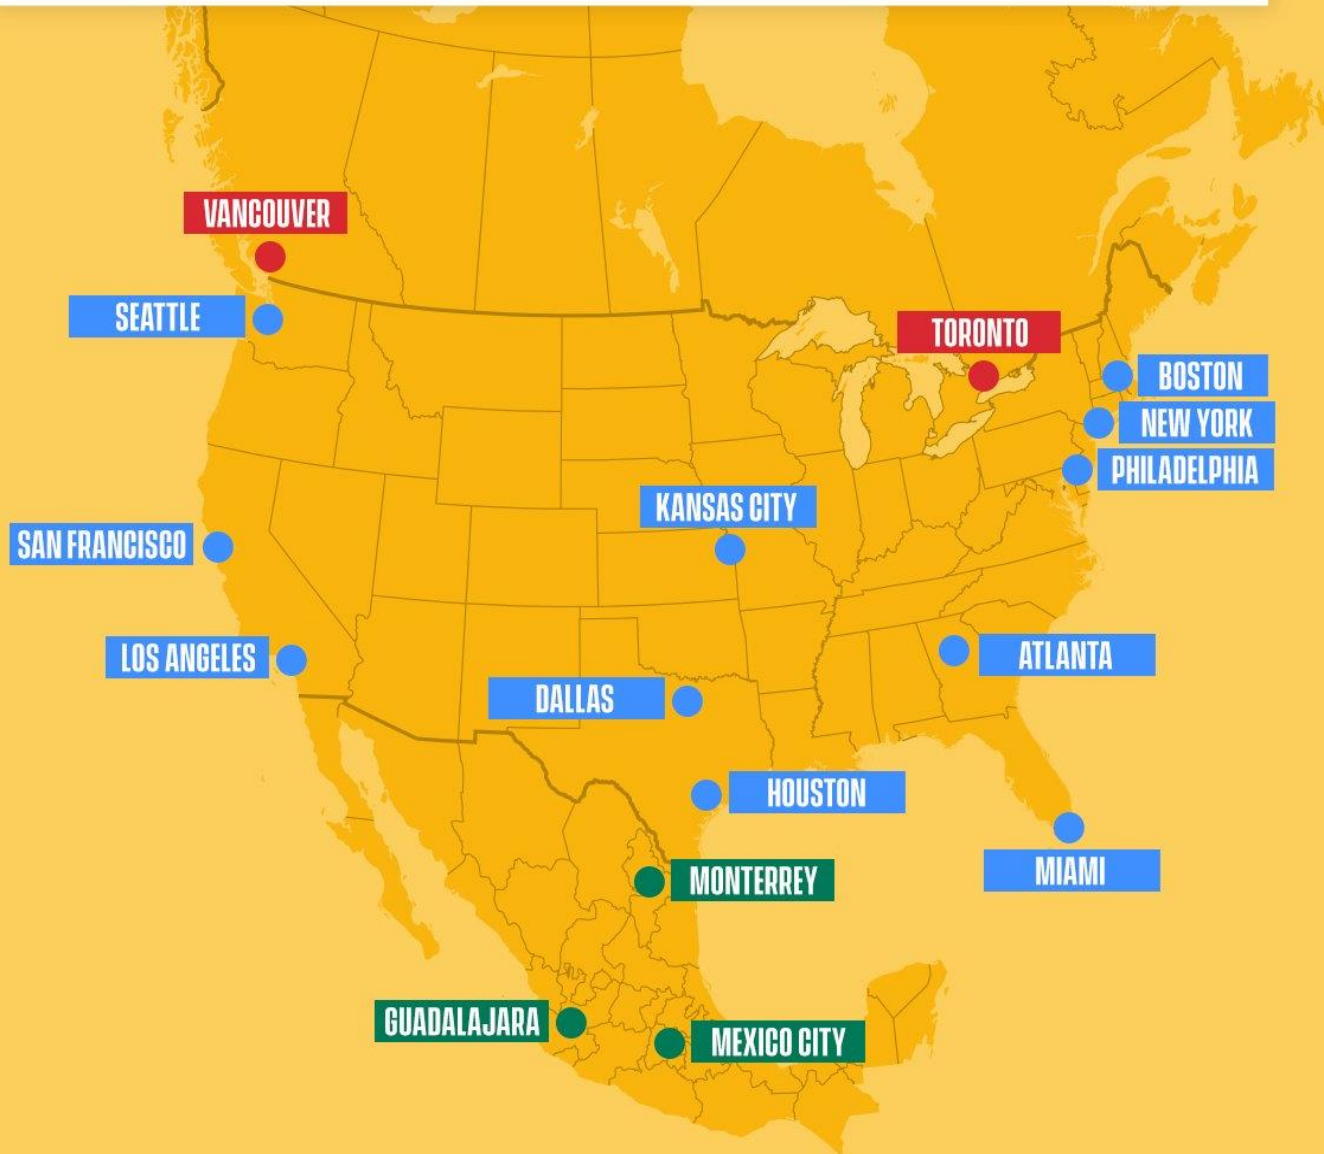 VANCOUVER
SEATTLE
TORONTO
BOSTON
NEW YORK
PHILADELPHIA
KANSAS CITY
SAN FRANCISCO
LOS ANGELES
ATLANTA
DALLAS
HOUSTON
MIAMI
MONTERREY
GUADALAJARA
MEXICO CITY